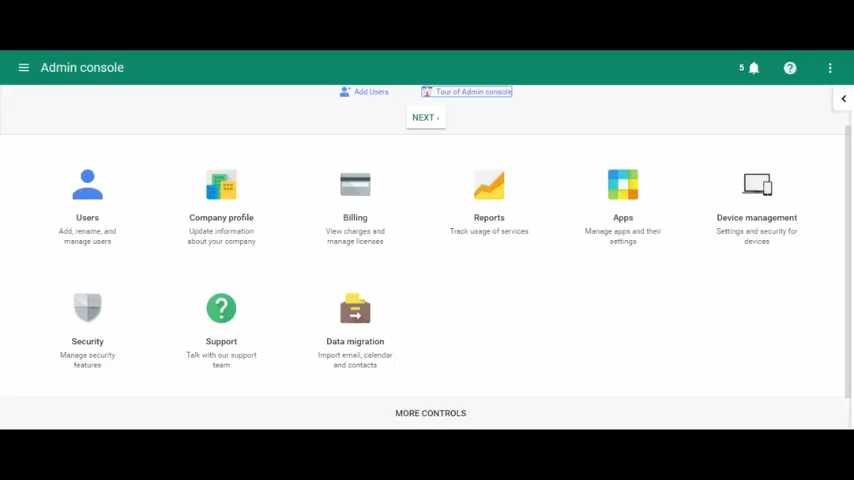 Admin console
5
Add Users
Tour of Admin console
NEXT ›
Users
Add, rename, and
manage users
Company profile
Update information
about your company
Billing
View charges and
manage licenses
Reports
Track usage of services
Apps
Manage apps and their
settings
Device management
Settings and security for
devices
Security
Manage security
features
Support
Talk with our support
team
Data migration
Import email, calendar
and contacts
MORE CONTROLS